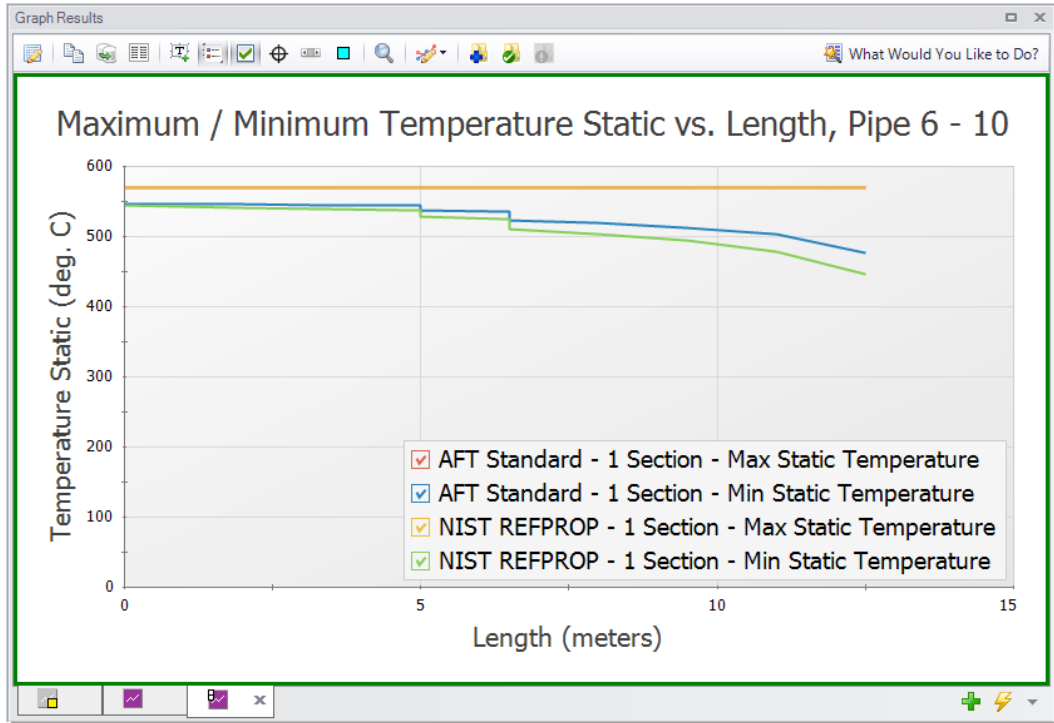 Graph Results
What Would You Like to Do?
Maximum / Minimum Temperature Static vs. Length, Pipe 6 - 10
Temperature Static (deg. C)
600
500
400
300
200
100
0
AFT Standard - 1 Section - Max Static Temperature
AFT Standard - 1 Section - Min Static Temperature
NIST REFPROP - 1 Section - Max Static Temperature
NIST REFPROP - 1 Section - Min Static Temperature
0 5 10 15
Length (meters)